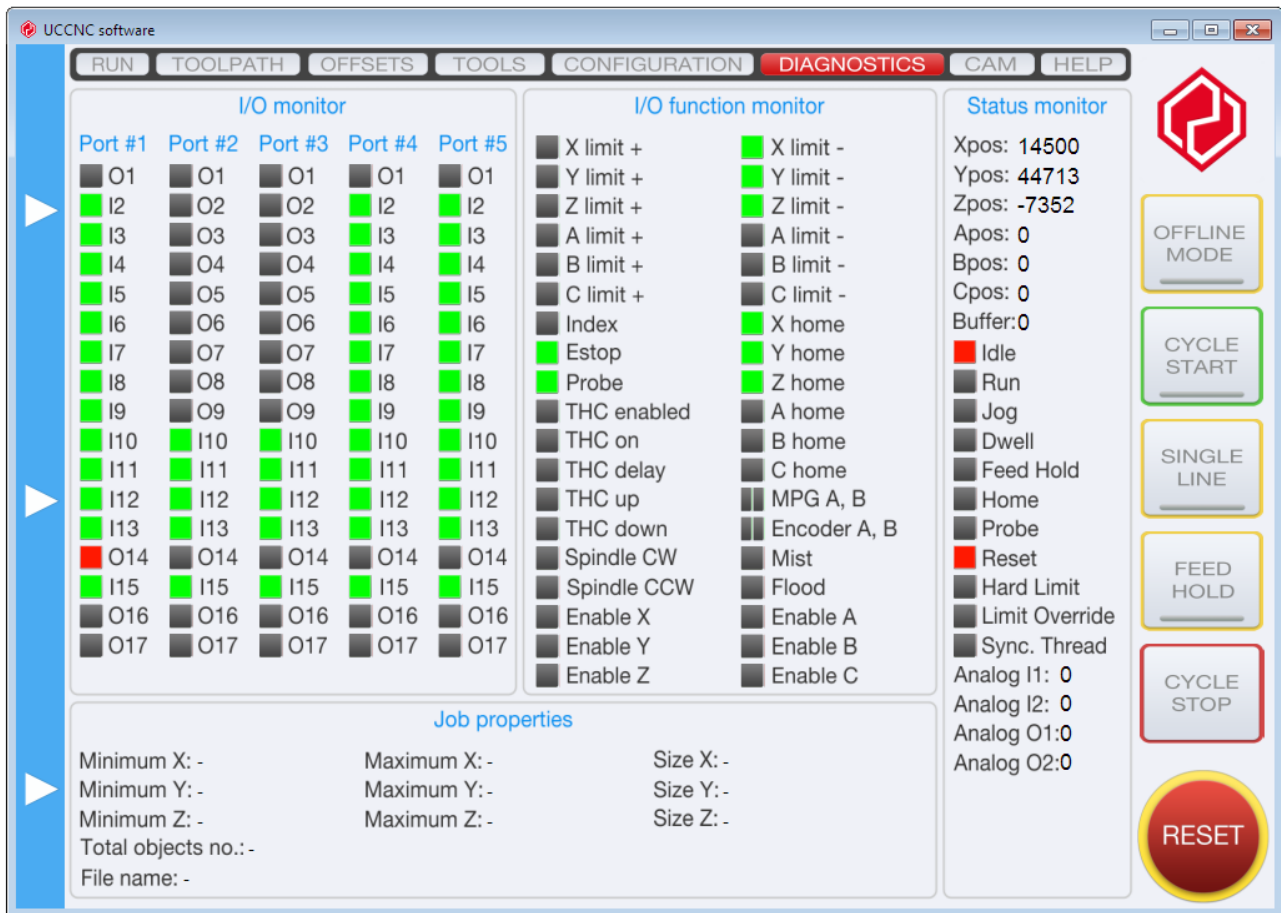 UCCNC software
RUN TOOLPATH OFFSETS TOOLS CONFIGURATION DIAGNOSTICS CAM HELP
I/O monitor
Port #1 Port #2 Port #3 Port #4 Port #5
O1 O1 O1 O1 O1
I2 O2 O2 I2 I2
I3 O3 O3 I3 I3
I4 O4 O4 I4 I4
I5 O5 O5 I5 I5
I6 O6 O6 I6 I6
I7 O7 O7 I7 I7
I8 O8 O8 I8 I8
I9 O9 O9 I9 I9
I10 I10 I10 I10 I10
I11 I11 I11 I11 I11
I12 I12 I12 I12 I12
I13 I13 I13 I13 I13
O14 O14 O14 O14 O14
I15 I15 I15 I15 I15
O16 O16 O16 O16 O16
O17 O17 O17 O17 O17
I/O function monitor
X limit + X limit -
Y limit + Y limit -
Z limit + Z limit -
A limit + A limit -
B limit + B limit -
C limit + C limit -
Index X home
Estop Y home
Probe Z home
THC enabled A home
THC on B home
THC delay C home
THC up MPG A, B
THC down Encoder A, B
Spindle CW Mist
Spindle CCW Flood
Enable X Enable A
Enable Y Enable B
Enable Z Enable C
Status monitor
Xpos: 14500
Ypos: 44713
Zpos: -7352
Apos: 0
Bpos: 0
Cpos: 0
Buffer:0
Idle
Run
Jog
Dwell
Feed Hold
Home
Probe
Reset
Hard Limit
Limit Override
Sync. Thread
Analog I1: 0
Analog I2: 0
Analog O1:0
Analog O2:0
Job properties
Minimum X: - Maximum X: - Size X: -
Minimum Y: - Maximum Y: - Size Y: -
Minimum Z: - Maximum Z: - Size Z: -
Total objects no.: -
File name: -
OFFLINE
MODE
CYCLE
START
SINGLE
LINE
FEED
HOLD
CYCLE
STOP
RESET